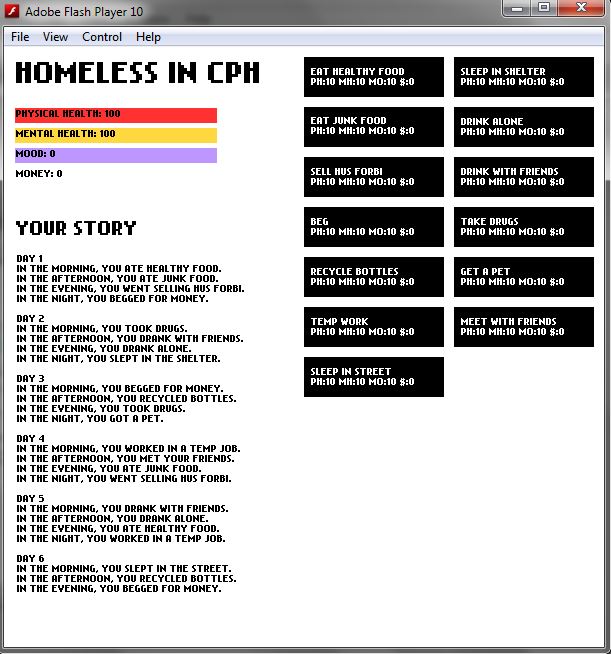 Adobe Flash Player 10
File View Control Help
HOMELESS IN CPH
PHYSICAL HEALTH: 100
MENTAL HEALTH: 100
MOOD: 0
MONEY: 0
YOUR STORY
DAY 1
IN THE MORNING, YOU ATE HEALTHY FOOD.
IN THE AFTERNOON, YOU ATE JUNK FOOD.
IN THE EVENING, YOU WENT SELLING HUS FORBI.
IN THE NIGHT, YOU BEGGED FOR MONEY.
DAY 2
IN THE MORNING, YOU TOOK DRUGS.
IN THE AFTERNOON, YOU DRANK WITH FRIENDS.
IN THE EVENING, YOU DRANK ALONE.
IN THE NIGHT, YOU SLEPT IN THE SHELTER.
DAY 3
IN THE MORNING, YOU BEGGED FOR MONEY.
IN THE AFTERNOON, YOU RECYCLED BOTTLES.
IN THE EVENING, YOU TOOK DRUGS.
IN THE NIGHT, YOU GOT A PET.
DAY 4
IN THE MORNING, YOU WORKED IN A TEMP JOB.
IN THE AFTERNOON, YOU MET YOUR FRIENDS.
IN THE EVENING, YOU ATE JUNK FOOD.
IN THE NIGHT, YOU WENT SELLING HUS FORBI.
DAY 5
IN THE MORNING, YOU DRANK WITH FRIENDS.
IN THE AFTERNOON, YOU DRANK ALONE.
IN THE EVENING, YOU ATE HEALTHY FOOD.
IN THE NIGHT, YOU WORKED IN A TEMP JOB.
DAY 6
IN THE MORNING, YOU SLEPT IN THE STREET.
IN THE AFTERNOON, YOU RECYCLED BOTTLES.
IN THE EVENING, YOU BEGGED FOR MONEY.
EAT HEALTHY FOOD
PH:10 MH:10 MO:10 $:0
SLEEP IN SHELTER
PH:10 MH:10 MO:10 $:0
EAT JUNK FOOD
PH:10 MH:10 MO:10 $:0
DRINK ALONE
PH:10 MH:10 MO:10 $:0
SELL HUS FORBI
PH:10 MH:10 MO:10 $:0
DRINK WITH FRIENDS
PH:10 MH:10 MO:10 $:0
BEG
PH:10 MH:10 MO:10 $:0
TAKE DRUGS
PH:10 MH:10 MO:10 $:0
RECYCLE BOTTLES
PH:10 MH:10 MO:10 $:0
GET A PET
PH:10 MH:10 MO:10 $:0
TEMP WORK
PH:10 MH:10 MO:10 $:0
MEET WITH FRIENDS
PH:10 MH:10 MO:10 $:0
SLEEP IN STREET
PH:10 MH:10 MO:10 $:0